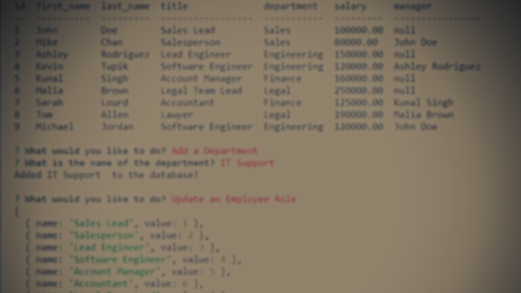 id  first_name  last_name  title              department   salary     manager
--  ----------  ---------  -----------------  -----------  ---------  ---------------
1   John        Doe        Sales Lead         Sales        100000.00  null
2   Mike        Chan       Salesperson        Sales        80000.00   John Doe
3   Ashley      Rodriguez  Lead Engineer      Engineering  150000.00  null
4   Kevin       Tupik      Software Engineer  Engineering  120000.00  Ashley Rodriguez
5   Kunal       Singh      Account Manager    Finance      160000.00  null
6   Malia       Brown      Legal Team Lead    Legal        250000.00  null
7   Sarah       Lourd      Accountant         Finance      125000.00  Kunal Singh
8   Tom         Allen      Lawyer             Legal        190000.00  Malia Brown
9   Michael     Jordan     Software Engineer  Engineering  120000.00  John Doe
? What would you like to do? Add a Department
? What is the name of the department? IT Support
Added IT Support  to the database!
? What would you like to do? Update an Employee Role
[
{ name: 'Sales Lead', value: 1 },
{ name: 'Salesperson', value: 2 },
{ name: 'Lead Engineer', value: 3 },
{ name: 'Software Engineer', value: 4 },
{ name: 'Account Manager', value: 5 },
{ name: 'Accountant', value: 6 },